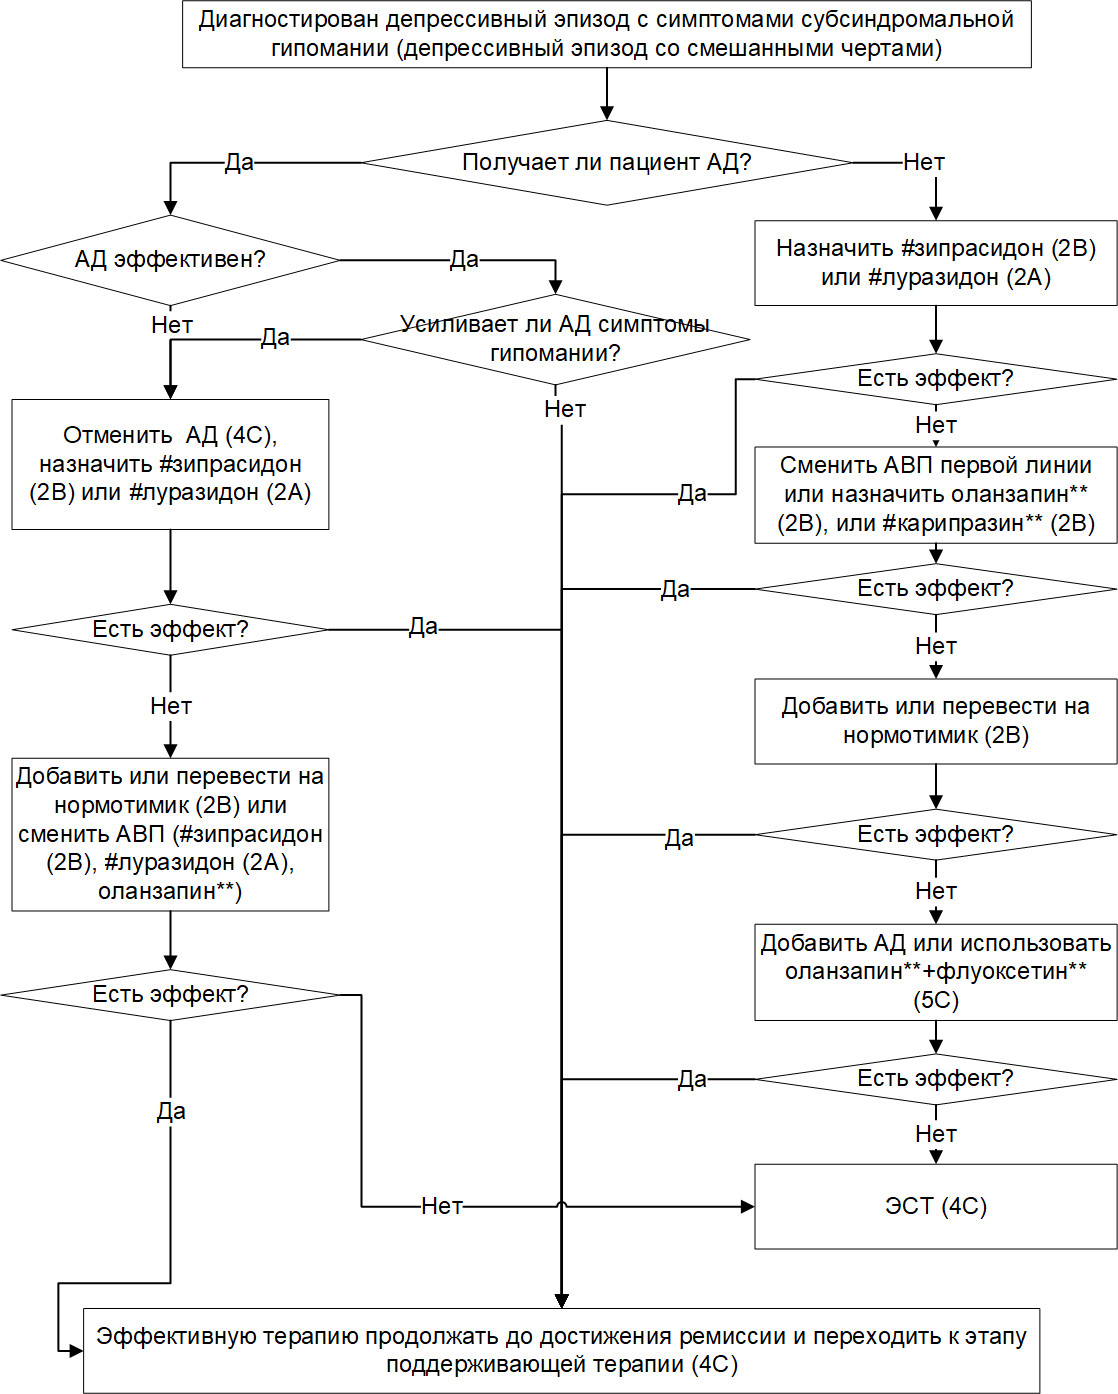 Диагностирован депрессивный эпизод с симптомами субсиндромальной
гипомании (депрессивный эпизод со смешанными чертами)
Получает ли пациент АД?
Да
Нет
АД эффективен?
Да
Нет
Назначить #зипрасидон (2В)
или #луразидон (2А)
Усиливает ли АД симптомы
гипомании?
Да
Нет
Есть эффект?
Нет
Да
Отменить  АД (4С),
назначить #зипрасидон
(2В) или #луразидон (2А)
Сменить АВП первой линии
или назначить оланзапин**
(2В), или #карипразин** (2В)
Есть эффект?
Да
Нет
Есть эффект?
Да
Нет
Добавить или перевести на
нормотимик (2В)
Добавить или перевести на
нормотимик (2В) или
сменить АВП (#зипрасидон
(2В), #луразидон (2А),
оланзапин**)
Есть эффект?
Да
Нет
Добавить АД или использовать
оланзапин**+флуоксетин**
(5С)
Есть эффект?
Да
Нет
Есть эффект?
Да
Нет
ЭСТ (4С)
Эффективную терапию продолжать до достижения ремиссии и переходить к этапу
поддерживающей терапии (4С)